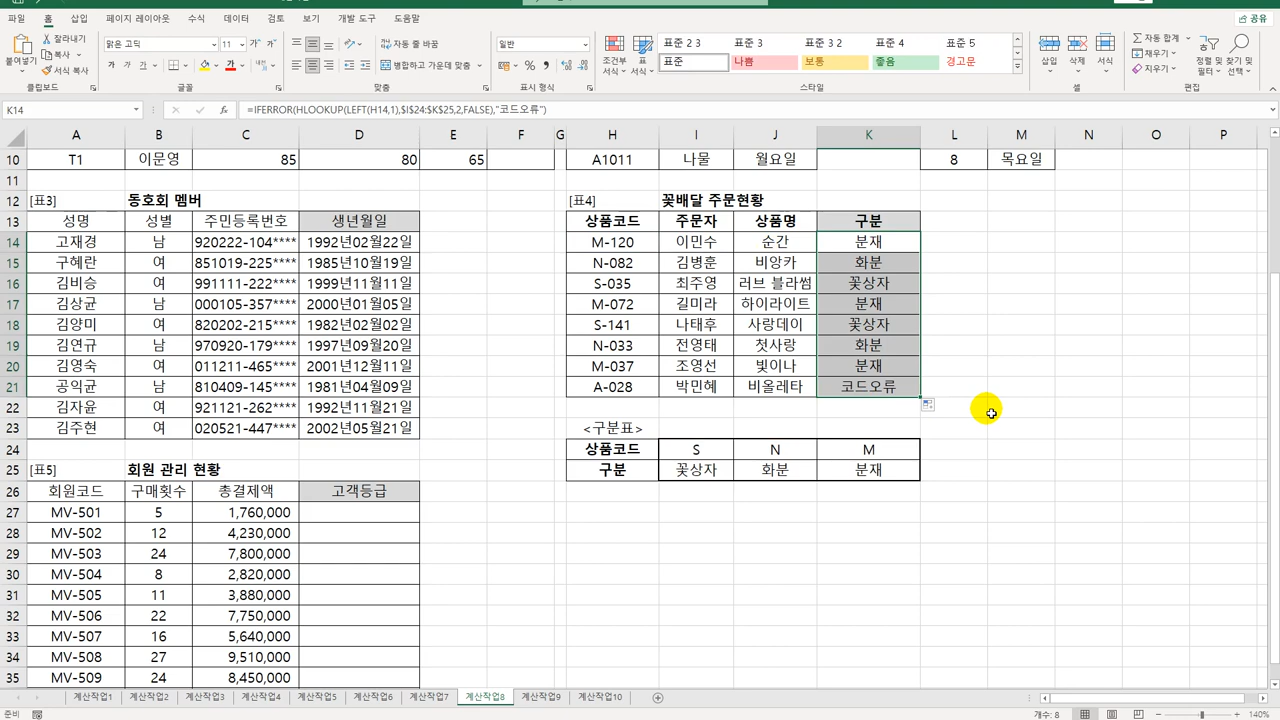 파일 홈 삽입 페이지 레이아웃 수식 데이터 검토 보기 개발 도구 도움말 공유
붙여넣기 잘라내기 복사 서식 복사 클립보드
맑은 고딕 11 가 가 가 가 가 가 글꼴
자동 줄 바꿈 병합하고 가운데 맞춤 맞춤
일반 % 표시 형식
조건부 서식 표 서식 표준 2 3 표준 3 표준 3 2 표준 4 표준 5
표준 나쁨 보통 좋음 경고문 스타일
삽입 삭제 서식 셀
자동 합계 채우기 지우기 정렬 및 필터 찾기 및 선택 편집
K14 =IFERROR(HLOOKUP(LEFT(H14,1),$I$24:$K$25,2,FALSE),"코드오류")
A B C D E F G H I J K L M N O P
10 T1 이문영 85 80 65 A1011 나물 월요일 8 목요일
11
12 [표3] 동호회 멤버 [표4] 꽃배달 주문현황
13 성명 성별 주민등록번호 생년월일 상품코드 주문자 상품명 구분
14 고재경 남 920222-104**** 1992년02월22일 M-120 이민수 순간 분재
15 구혜란 여 851019-225**** 1985년10월19일 N-082 김병훈 비앙카 화분
16 김비승 여 991111-222**** 1999년11월11일 S-035 최주영 러브 블라썸 꽃상자
17 김상균 남 000105-357**** 2000년01월05일 M-072 길미라 하이라이트 분재
18 김양미 여 820202-215**** 1982년02월02일 S-141 나태후 사랑데이 꽃상자
19 김연규 남 970920-179**** 1997년09월20일 N-033 전영태 첫사랑 화분
20 김영숙 여 011211-465**** 2001년12월11일 M-037 조영선 빛이나 분재
21 공익균 남 810409-145**** 1981년04월09일 A-028 박민혜 비올레타 코드오류
22 김자윤 여 921121-262**** 1992년11월21일
23 김주현 여 020521-447**** 2002년05월21일 <구분표>
24 상품코드 S N M
25 [표5] 회원 관리 현황 구분 꽃상자 화분 분재
26 회원코드 구매횟수 총결제액 고객등급
27 MV-501 5 1,760,000
28 MV-502 12 4,230,000
29 MV-503 24 7,800,000
30 MV-504 8 2,820,000
31 MV-505 11 3,880,000
32 MV-506 22 7,750,000
33 MV-507 16 5,640,000
34 MV-508 27 9,510,000
35 MV-509 24 8,450,000
계산작업1 계산작업2 계산작업3 계산작업4 계산작업5 계산작업6 계산작업7 계산작업8 계산작업9 계산작업10
준비 개수: 8 140%